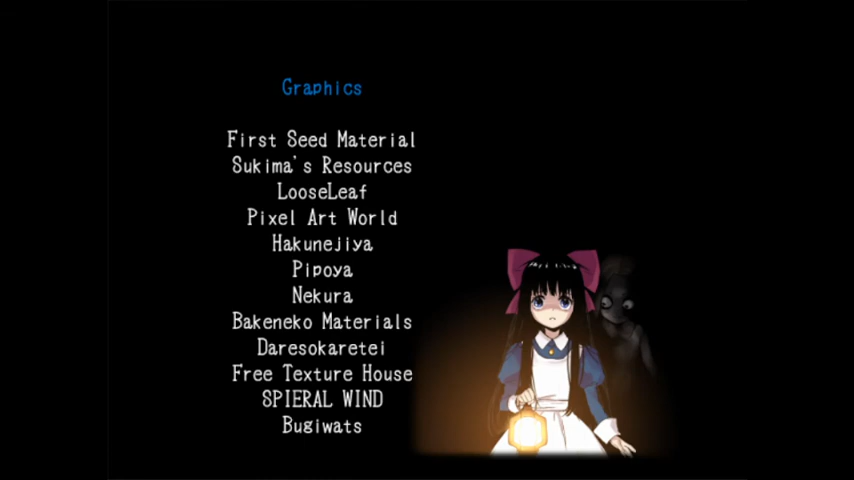 Graphics
First Seed Material
Sukima's Resources
LooseLeaf
Pixel Art World
Hakunejiya
Pipoya
Nekura
Bakeneko Materials
Daresokaretei
Free Texture House
SPIERAL WIND
Bugiwats